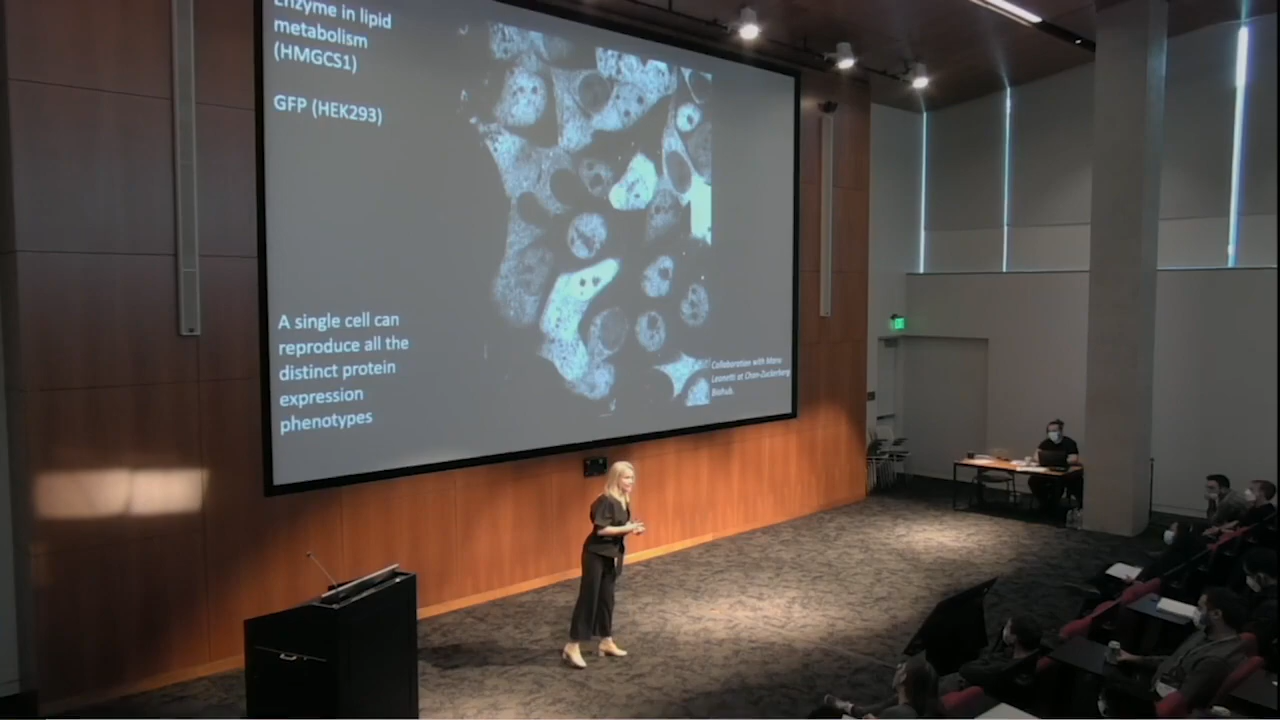 Enzyme in lipid
metabolism
(HMGCS1)
GFP (HEK293)
A single cell can
reproduce all the
distinct protein
expression
phenotypes
Collaboration with Manu
Leonetti at Chan-Zuckerberg
Biohub.